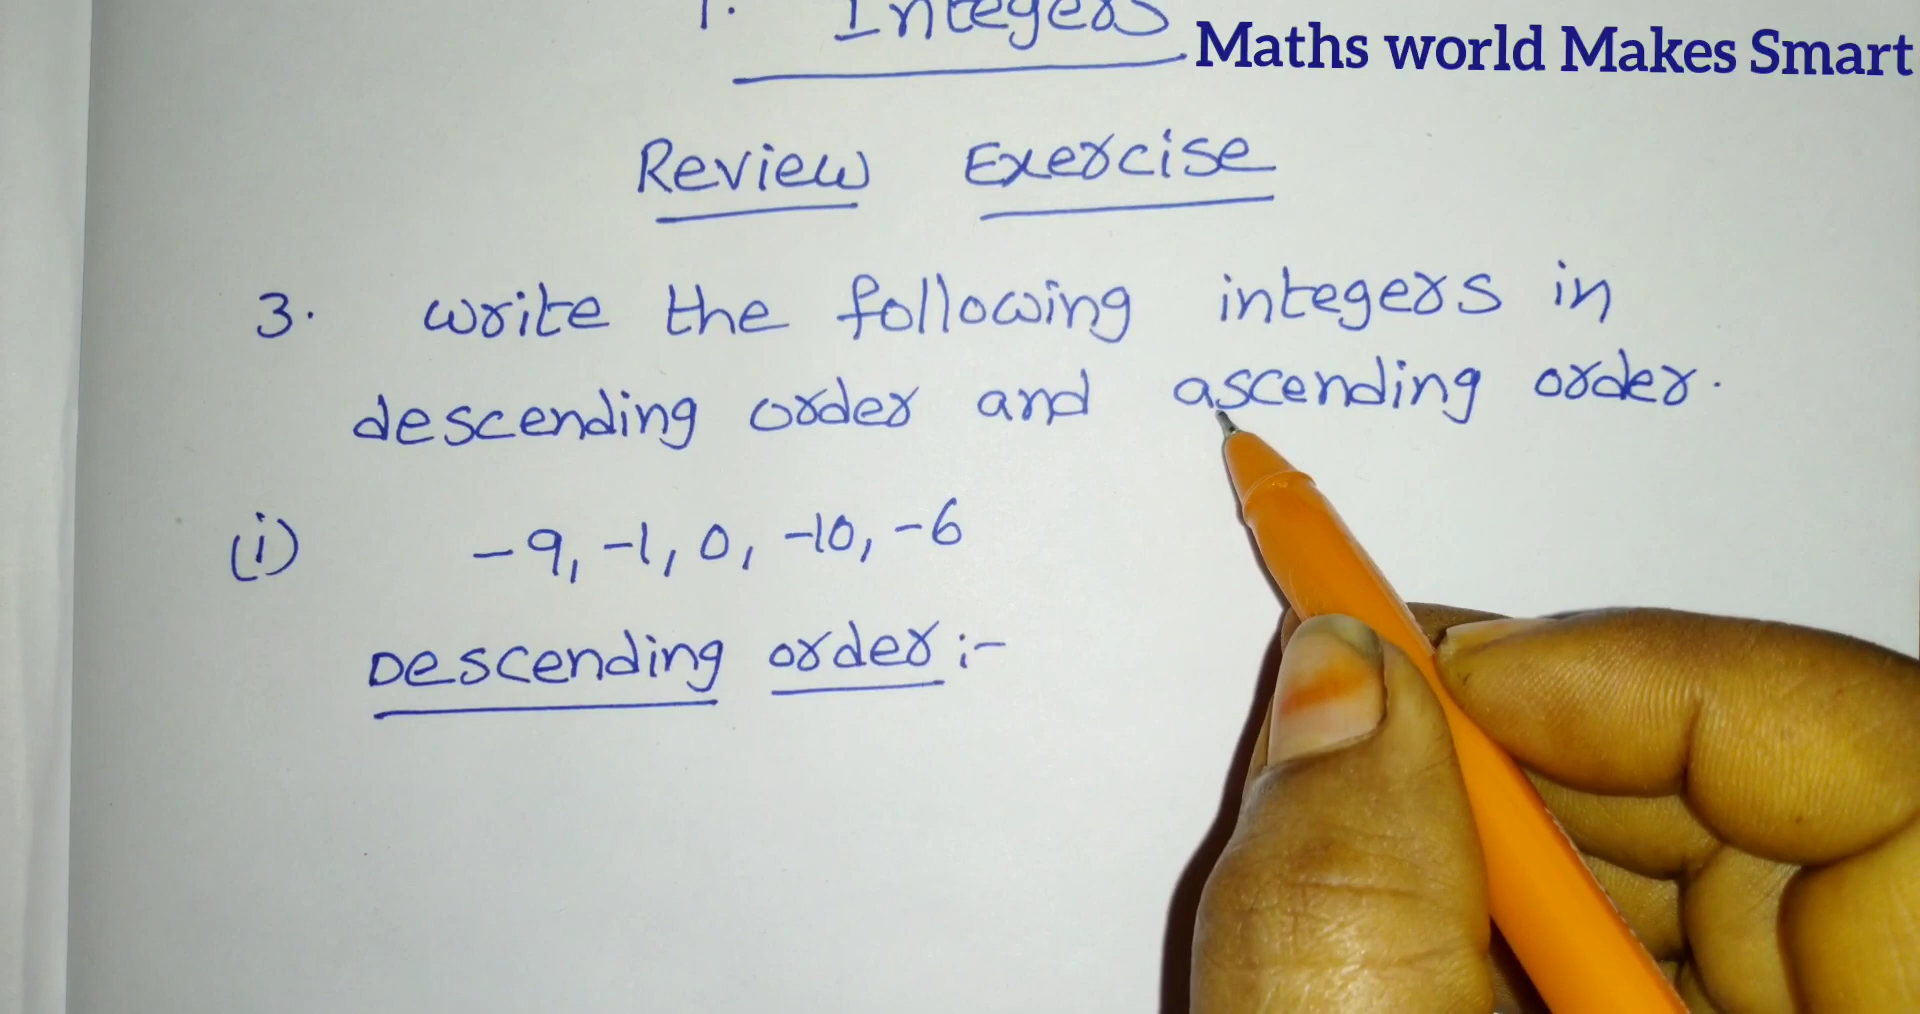 1. Integers
Maths world Makes Smart
Review Exercise
3. write the following integers in
descending order and ascending order.
(i) -9, -1, 0, -10, -6
Descending order :-